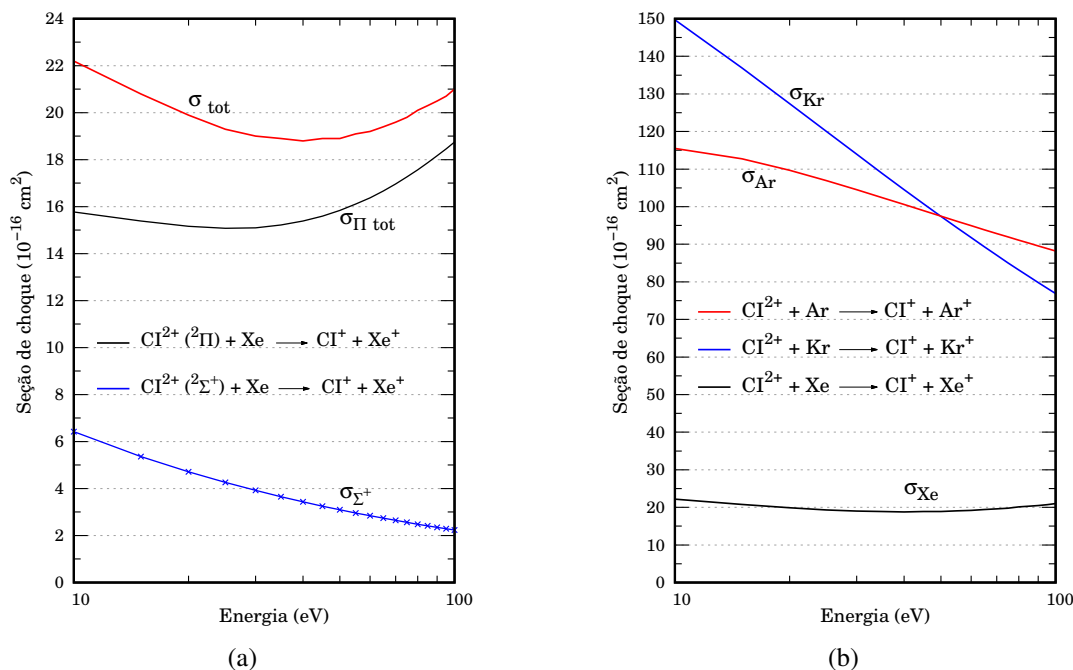 24
22
20
18
16
14
12
10
8
6
4
2
0
10
100
Seção de choque (10⁻¹⁶ cm²)
Energia (eV)
σ tot
σΠ tot
CI²⁺ (²Π) + Xe → CI⁺ + Xe⁺
CI²⁺ (²Σ⁺) + Xe → CI⁺ + Xe⁺
σΣ⁺
(a)
150
140
130
120
110
100
90
80
70
60
50
40
30
20
10
0
10
100
Seção de choque (10⁻¹⁶ cm²)
Energia (eV)
σKr
σAr
CI²⁺ + Ar → CI⁺ + Ar⁺
CI²⁺ + Kr → CI⁺ + Kr⁺
CI²⁺ + Xe → CI⁺ + Xe⁺
σXe
(b)